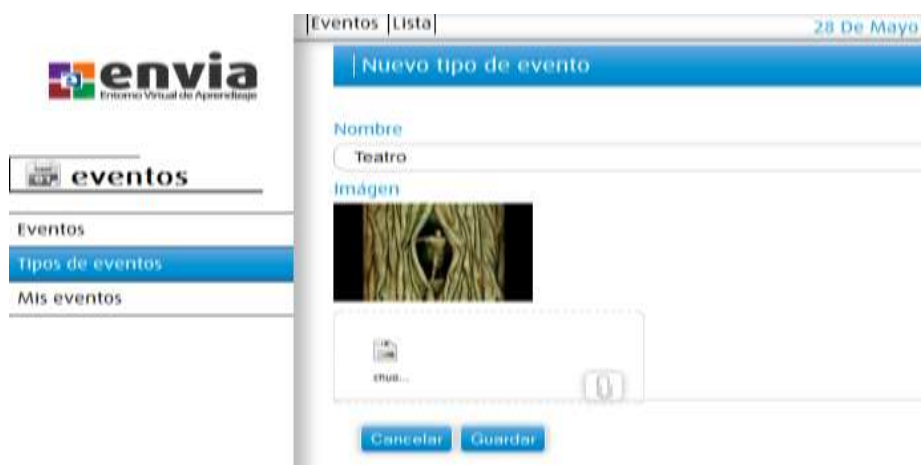 Eventos Lista
28 De Mayo
envia
Entorno Virtual de Aprendizaje
Nuevo tipo de evento
eventos
Eventos
Tipos de eventos
Mis eventos
Nombre
Teatro
Imágen
Cancelar Guardar